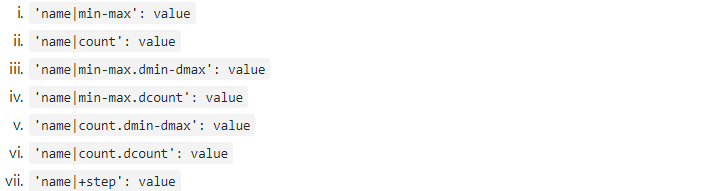 i. 'name|min-max': value
ii. 'name|count': value
iii. 'name|min-max.dmin-dmax': value
iv. 'name|min-max.dcount': value
v. 'name|count.dmin-dmax': value
vi. 'name|count.dcount': value
vii. 'name|+step': value